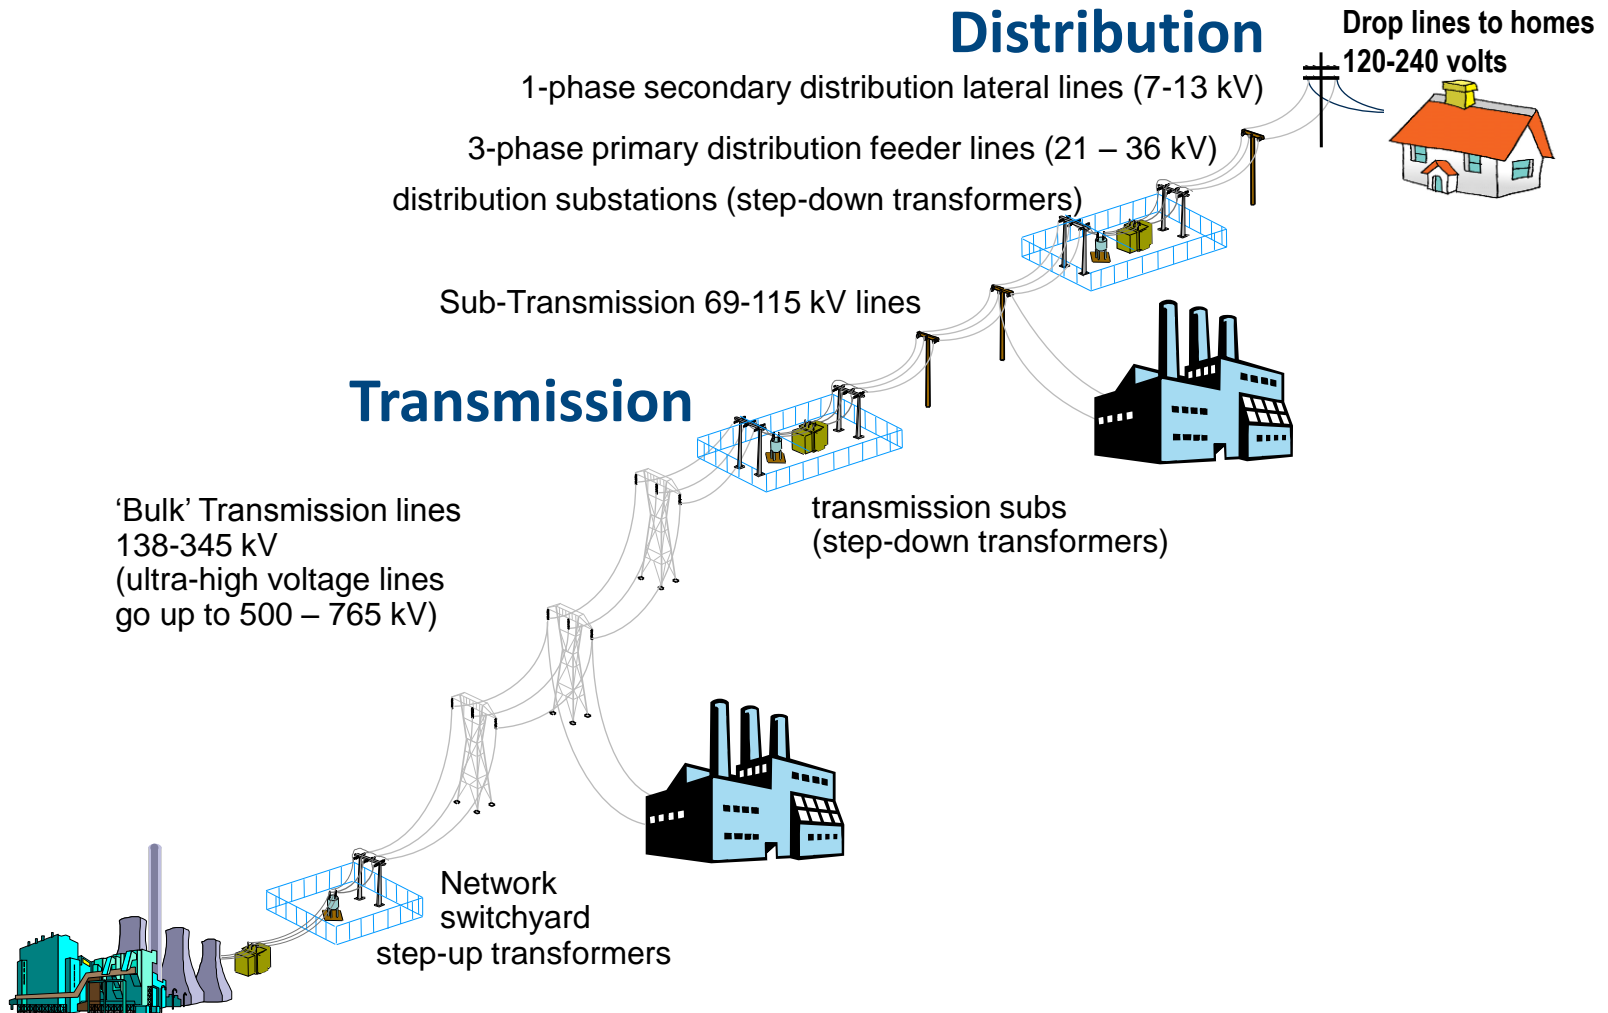 Distribution
Drop lines to homes
120-240 volts
1-phase secondary distribution lateral lines (7-13 kV)
3-phase primary distribution feeder lines (21 – 36 kV)
distribution substations (step-down transformers)
Sub-Transmission 69-115 kV lines
Transmission
‘Bulk’ Transmission lines
138-345 kV
(ultra-high voltage lines
go up to 500 – 765 kV)
transmission subs
(step-down transformers)
Network
switchyard
step-up transformers